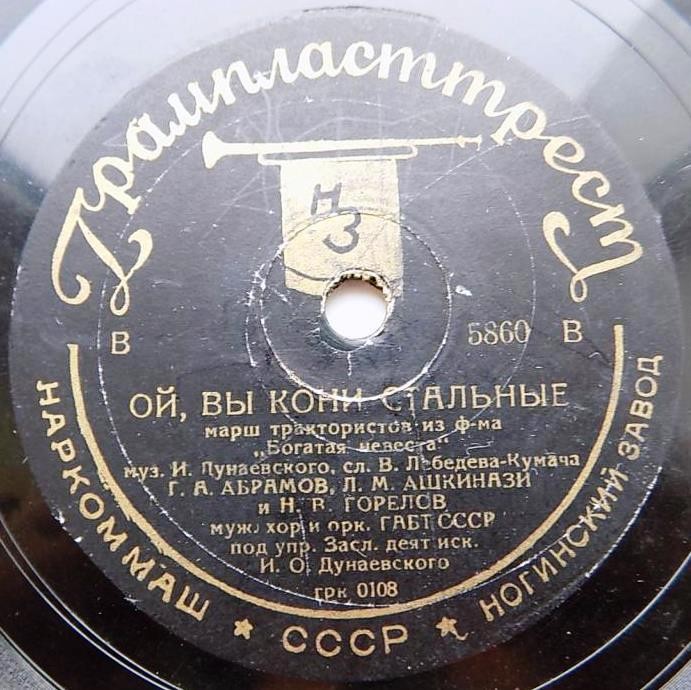 Грампласттрест
НЗ
В 5860 В
ОЙ, ВЫ КОНИ СТАЛЬНЫЕ
марш трактористов из ф-ма
„Богатая невеста“
муз. И. Дунаевского, сл. В. Лебедева-Кумача
Г. А. АБРАМОВ, Л. М. АШКИНАЗИ
и Н. В. ГОРЕЛОВ
муж. хор и орк. ГАБТ СССР
под упр. Засл. деят иск.
И. О. Дунаевского
грк 0108
НАРКОММАШ ★ СССР ★ НОГИНСКИЙ ЗАВОД